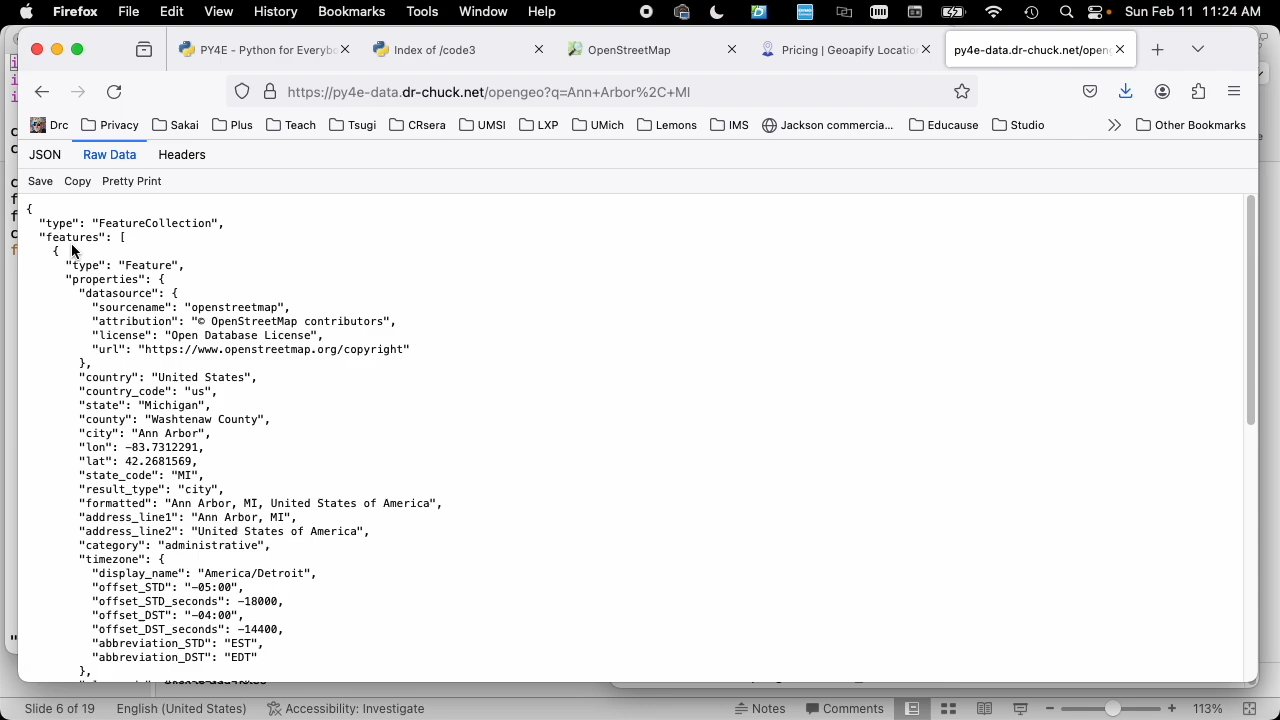 Firefox File Edit View History Bookmarks Tools Window Help Sun Feb 11 11:24 AM
PY4E - Python for Everybo Index of /code3 OpenStreetMap Pricing | Geoapify Location py4e-data.dr-chuck.net/openg
https://py4e-data.dr-chuck.net/opengeo?q=Ann+Arbor%2C+MI
Drc Privacy Sakai Plus Teach Tsugi CRsera UMSI LXP UMich Lemons IMS Jackson commercia... Educause Studio Other Bookmarks
JSON Raw Data Headers
Save Copy Pretty Print
{
"type": "FeatureCollection",
"features": [
{
"type": "Feature",
"properties": {
"datasource": {
"sourcename": "openstreetmap",
"attribution": "© OpenStreetMap contributors",
"license": "Open Database License",
"url": "https://www.openstreetmap.org/copyright"
},
"country": "United States",
"country_code": "us",
"state": "Michigan",
"county": "Washtenaw County",
"city": "Ann Arbor",
"lon": -83.7312291,
"lat": 42.2681569,
"state_code": "MI",
"result_type": "city",
"formatted": "Ann Arbor, MI, United States of America",
"address_line1": "Ann Arbor, MI",
"address_line2": "United States of America",
"category": "administrative",
"timezone": {
"display_name": "America/Detroit",
"offset_STD": "-05:00",
"offset_STD_seconds": -18000,
"offset_DST": "-04:00",
"offset_DST_seconds": -14400,
"abbreviation_STD": "EST",
"abbreviation_DST": "EDT"
},
Slide 6 of 19 English (United States) Accessibility: Investigate Notes Comments 113%